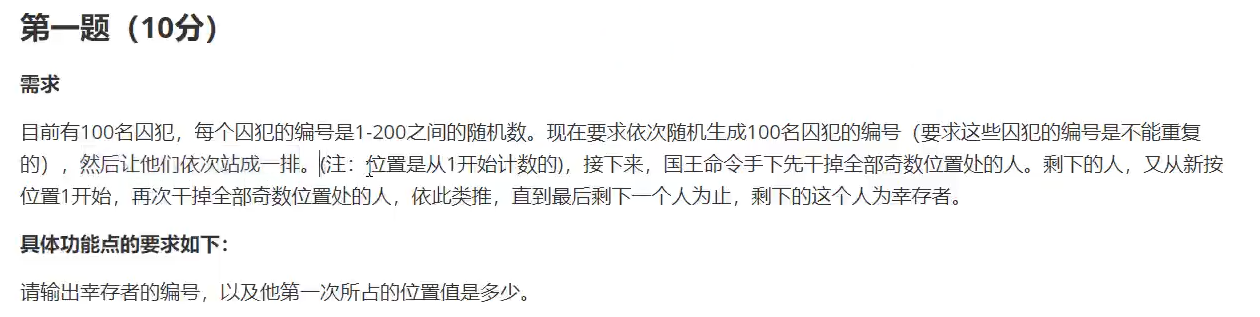 第一题（10分）
需求
目前有100名囚犯，每个囚犯的编号是1-200之间的随机数。现在要求依次随机生成100名囚犯的编号（要求这些囚犯的编号是不能重复
的），然后让他们依次站成一排。(注：位置是从1开始计数的)，接下来，国王命令手下先干掉全部奇数位置处的人。剩下的人，又从新按
位置1开始，再次干掉全部奇数位置处的人，依此类推，直到最后剩下一个人为止，剩下的这个人为幸存者。
具体功能点的要求如下：
请输出幸存者的编号，以及他第一次所占的位置值是多少。